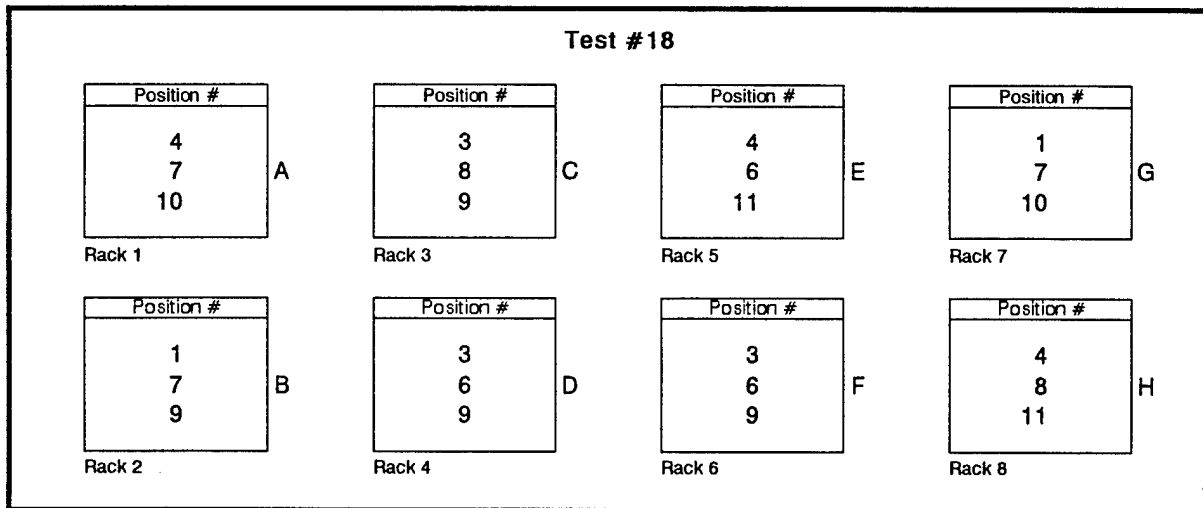 Test #18
Position #
4
7
10
A
Rack 1
Position #
3
8
9
C
Rack 3
Position #
4
6
11
E
Rack 5
Position #
1
7
10
G
Rack 7
Position #
1
7
9
B
Rack 2
Position #
3
6
9
D
Rack 4
Position #
3
6
9
F
Rack 6
Position #
4
8
11
H
Rack 8